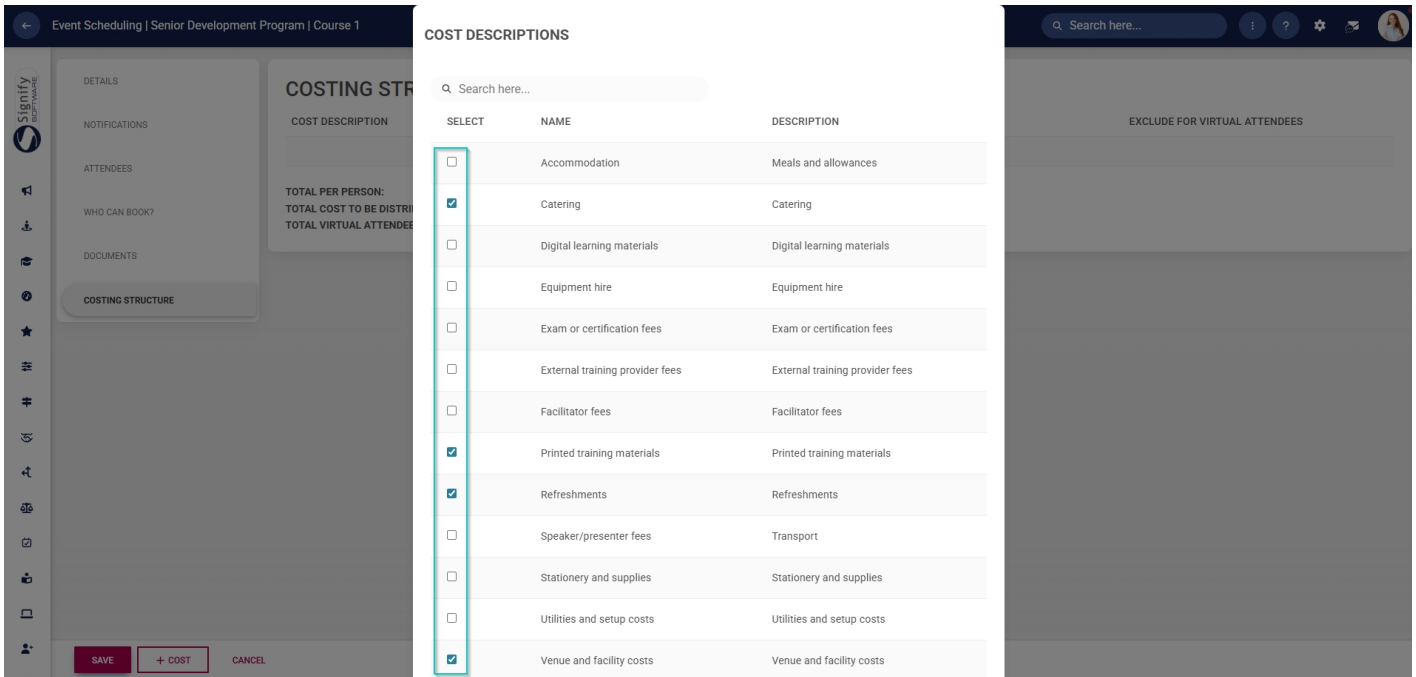 Event Scheduling | Senior Development Program | Course 1
Search here...
Signify
SOFTWARE
DETAILS
NOTIFICATIONS
ATTENDEES
WHO CAN BOOK?
DOCUMENTS
COSTING STRUCTURE
COSTING STR
COST DESCRIPTION
EXCLUDE FOR VIRTUAL ATTENDEES
TOTAL PER PERSON:
TOTAL COST TO BE DISTRI
TOTAL VIRTUAL ATTENDEE
COST DESCRIPTIONS
Search here...
SELECT NAME DESCRIPTION
Accommodation Meals and allowances
Catering Catering
Digital learning materials Digital learning materials
Equipment hire Equipment hire
Exam or certification fees Exam or certification fees
External training provider fees External training provider fees
Facilitator fees Facilitator fees
Printed training materials Printed training materials
Refreshments Refreshments
Speaker/presenter fees Transport
Stationery and supplies Stationery and supplies
Utilities and setup costs Utilities and setup costs
Venue and facility costs Venue and facility costs
SAVE + COST CANCEL